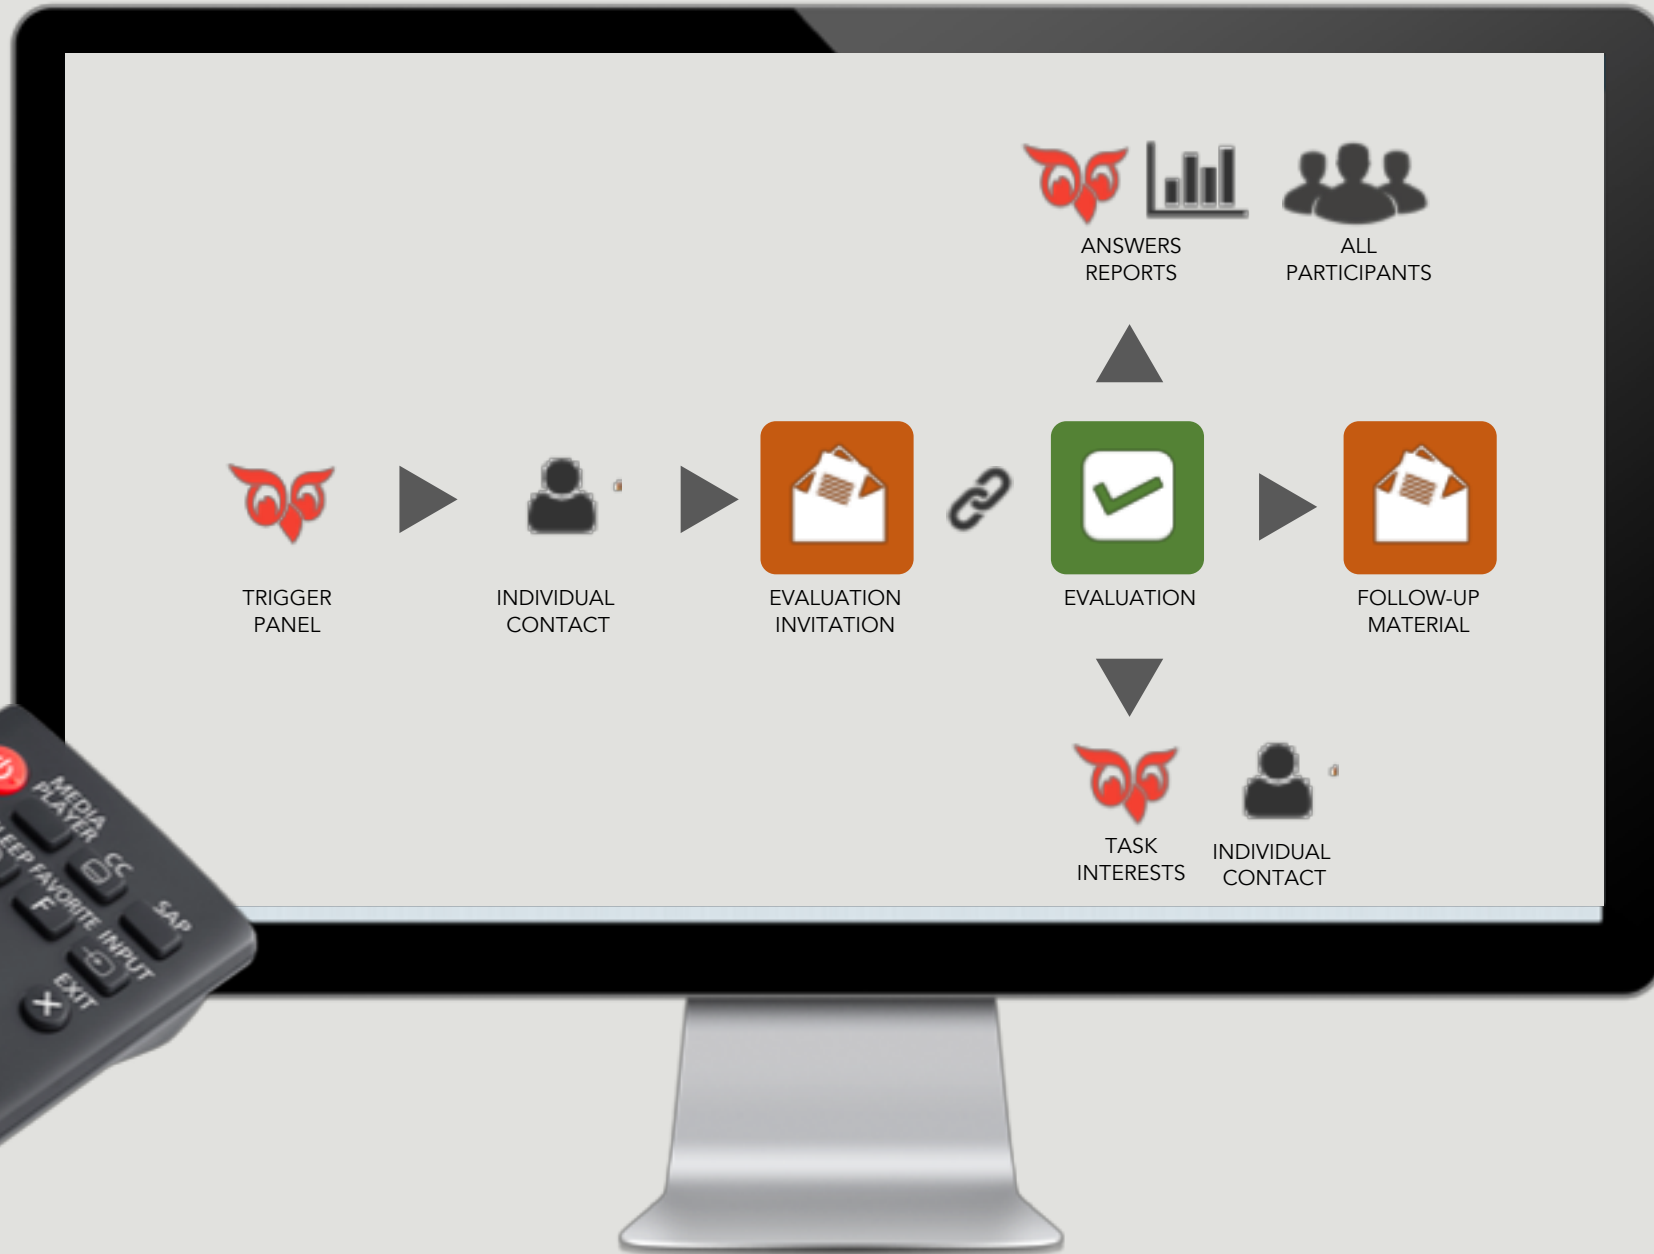 ANSWERS
REPORTS
ALL
PARTICIPANTS
TRIGGER
PANEL
INDIVIDUAL
CONTACT
EVALUATION
INVITATION
EVALUATION
FOLLOW-UP
MATERIAL
TASK
INTERESTS
INDIVIDUAL
CONTACT
MEDIA
PLAYER
CC
SAP
FAVORITE
F
INPUT
EXIT